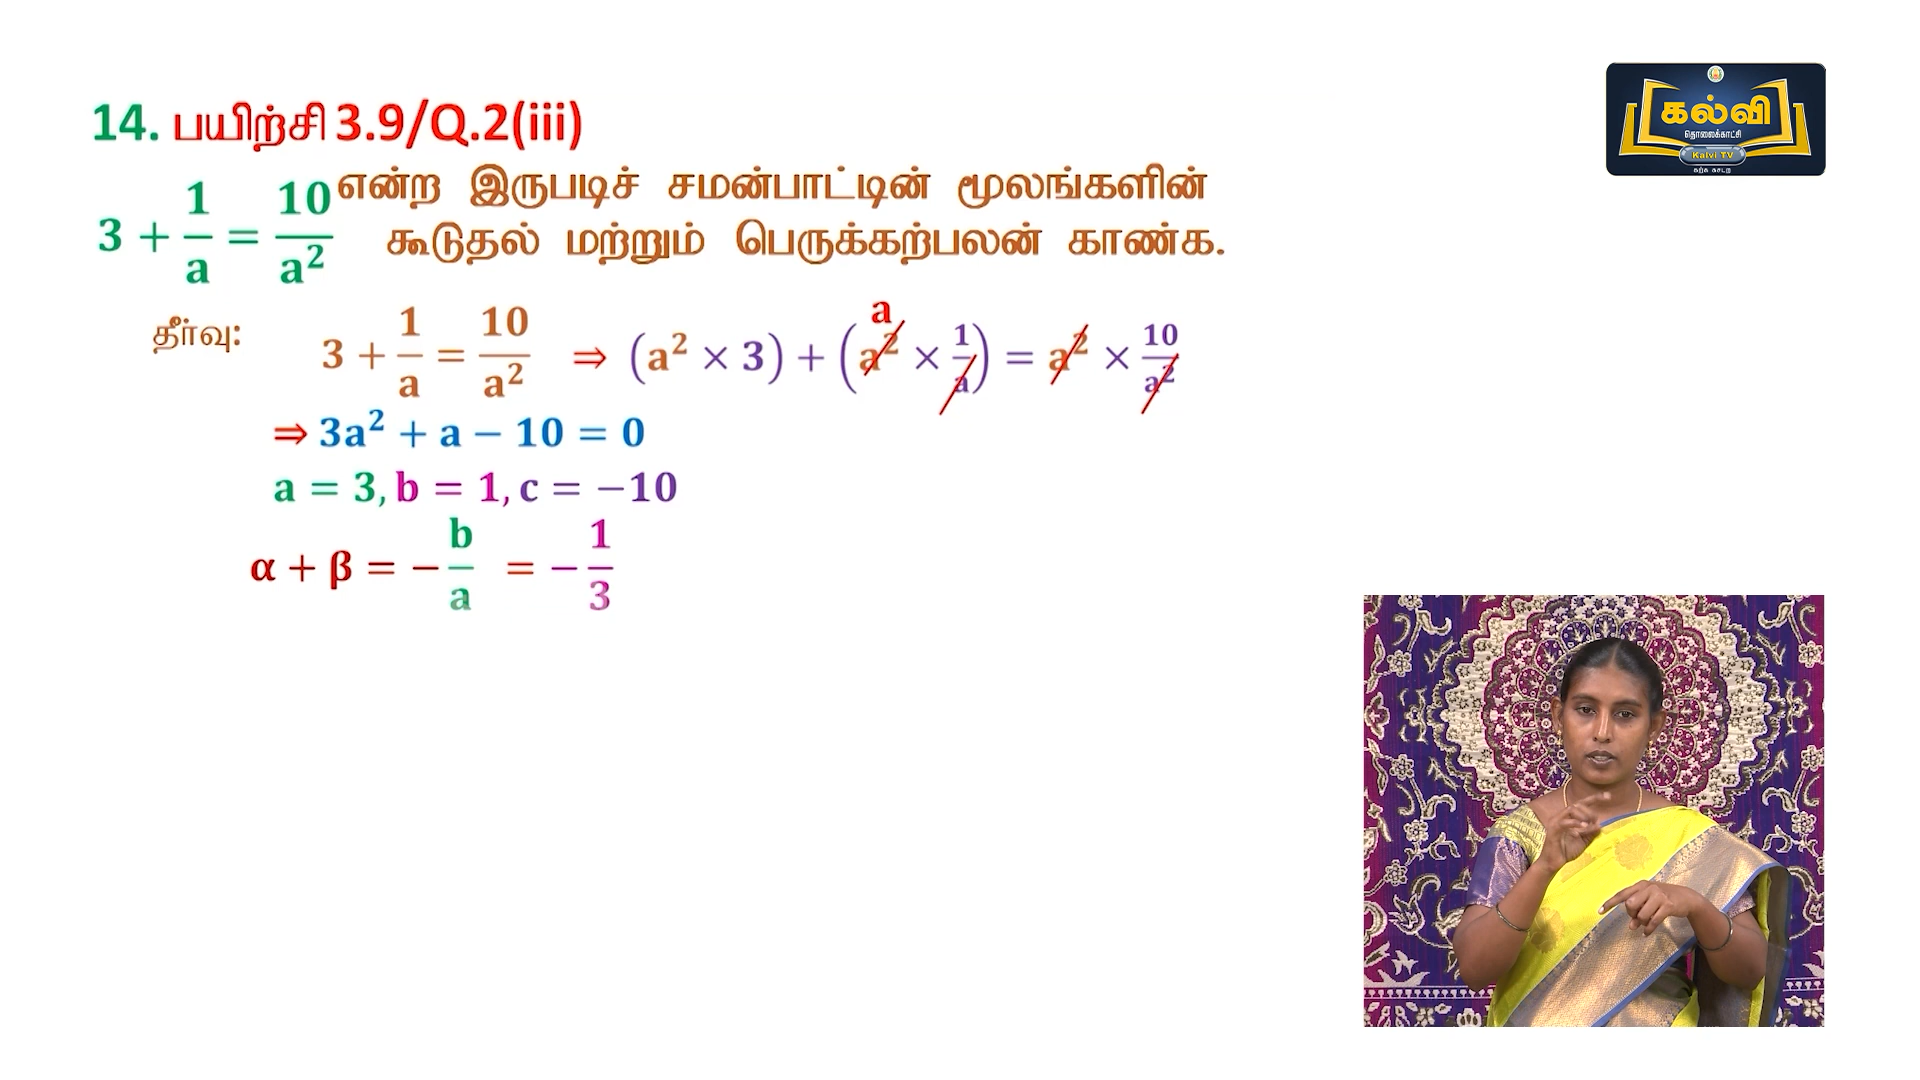 14. பயிற்சி 3.9/Q.2(iii)
3 + 1/a = 10/a² என்ற இருபடிச் சமன்பாட்டின் மூலங்களின்
கூடுதல் மற்றும் பெருக்கற்பலன் காண்க.
தீர்வு: 3 + 1/a = 10/a² ⇒ (a² × 3) + (a² × 1/a) = a² × 10/a²
a
⇒ 3a² + a − 10 = 0
a = 3, b = 1, c = −10
α + β = − b/a = − 1/3
கல்வி
தொலைக்காட்சி
Kalvi TV
கற்க கசடற